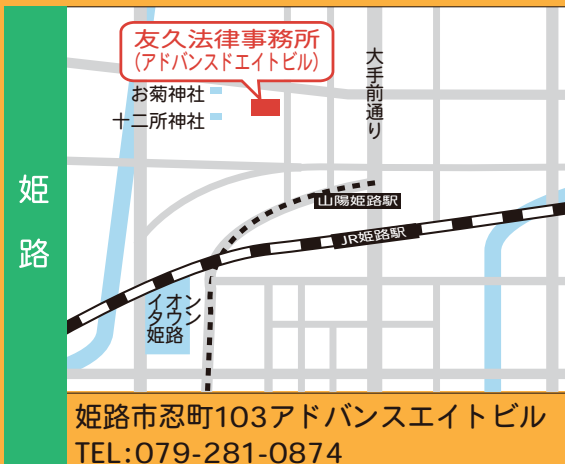 姫路
友久法律事務所
(アドバンスドエイトビル)
お菊神社
十二所神社
大手前通り
山陽姫路駅
JR姫路駅
イオン
タウン
姫路
姫路市忍町103アドバンスエイトビル
TEL:079-281-0874